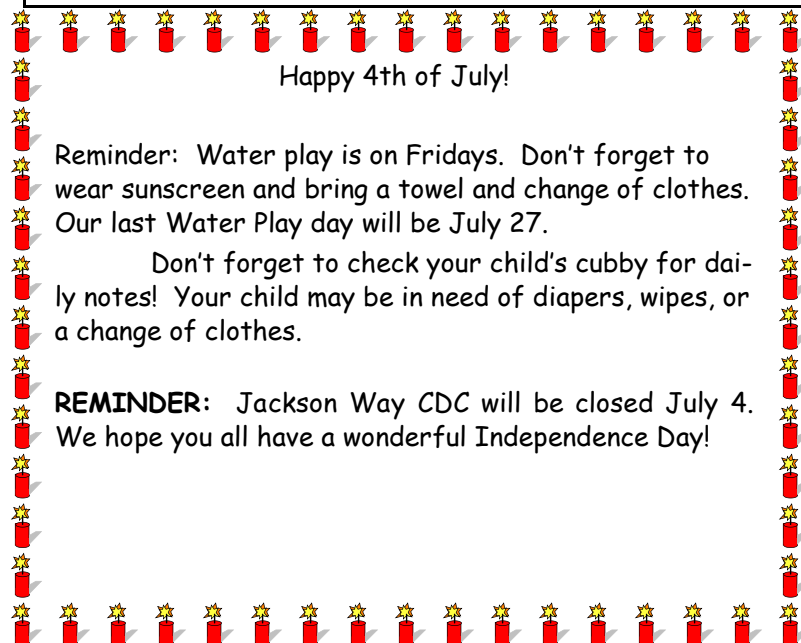 Happy 4th of July!
Reminder:  Water play is on Fridays.  Don't forget to
wear sunscreen and bring a towel and change of clothes.
Our last Water Play day will be July 27.
Don't forget to check your child's cubby for dai-
ly notes!  Your child may be in need of diapers, wipes, or
a change of clothes.
REMINDER:  Jackson Way CDC will be closed July 4.
We hope you all have a wonderful Independence Day!